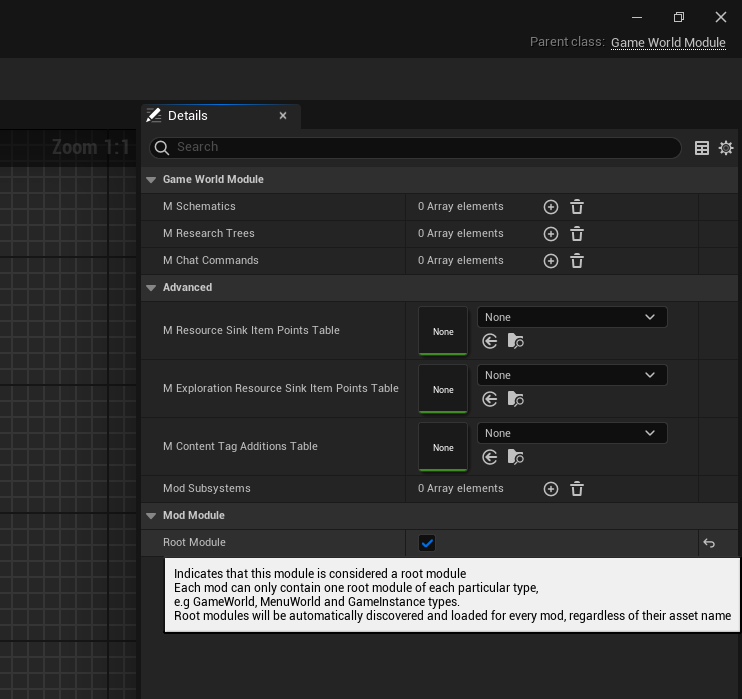 Parent class: Game World Module
Details
Zoom 1:1
Search
Game World Module
M Schematics 0 Array elements
M Research Trees 0 Array elements
M Chat Commands 0 Array elements
Advanced
M Resource Sink Item Points Table None None
M Exploration Resource Sink Item Points Table None None
M Content Tag Additions Table None None
Mod Subsystems 0 Array elements
Mod Module
Root Module
Indicates that this module is considered a root module
Each mod can only contain one root module of each particular type,
e.g GameWorld, MenuWorld and GameInstance types.
Root modules will be automatically discovered and loaded for every mod, regardless of their asset name